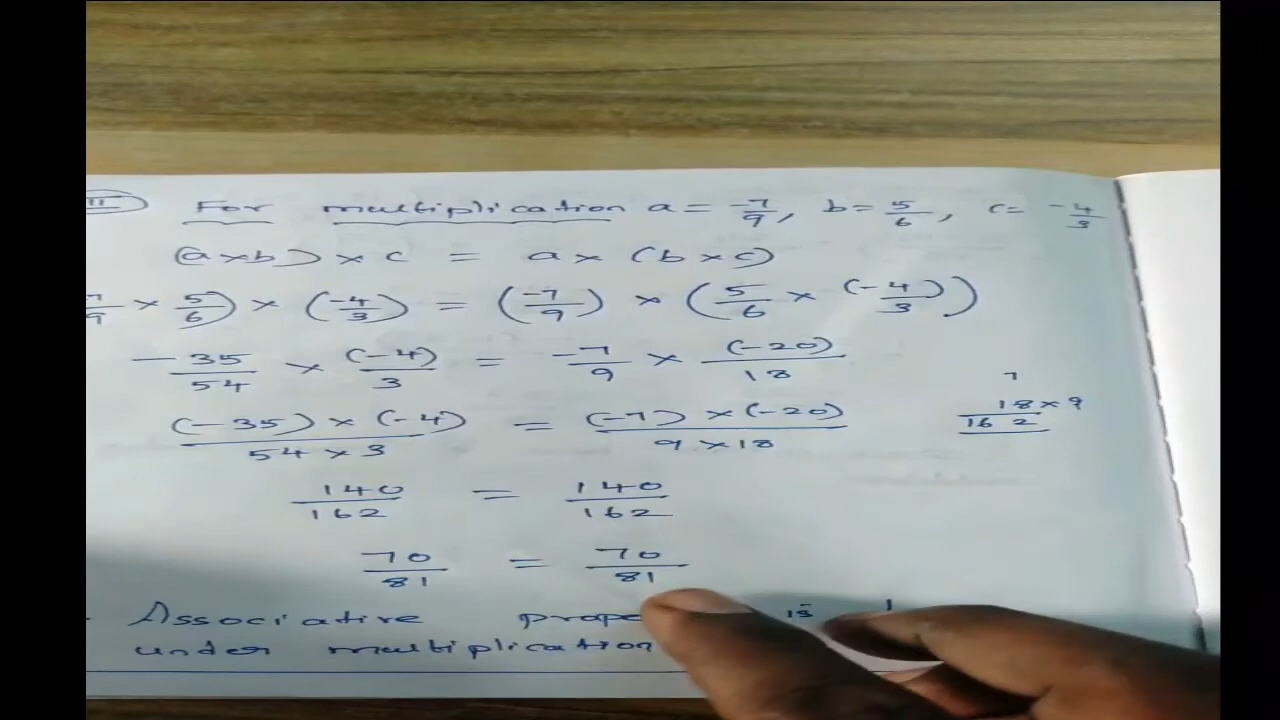 III For multiplication a = -7/9, b = 5/6, c = -4/3
(a×b) × c = a × (b × c)
7/9 × 5/6) × (-4/3) = (-7/9) × (5/6 × (-4/3))
-35/54 × (-4)/3 = -7/9 × (-20)/18
(-35) × (-4)/54 × 3 = (-7) × (-20)/9 × 18
7
18 × 9
162
140/162 = 140/162
70/81 = 70/81
Associative is
under multiplication